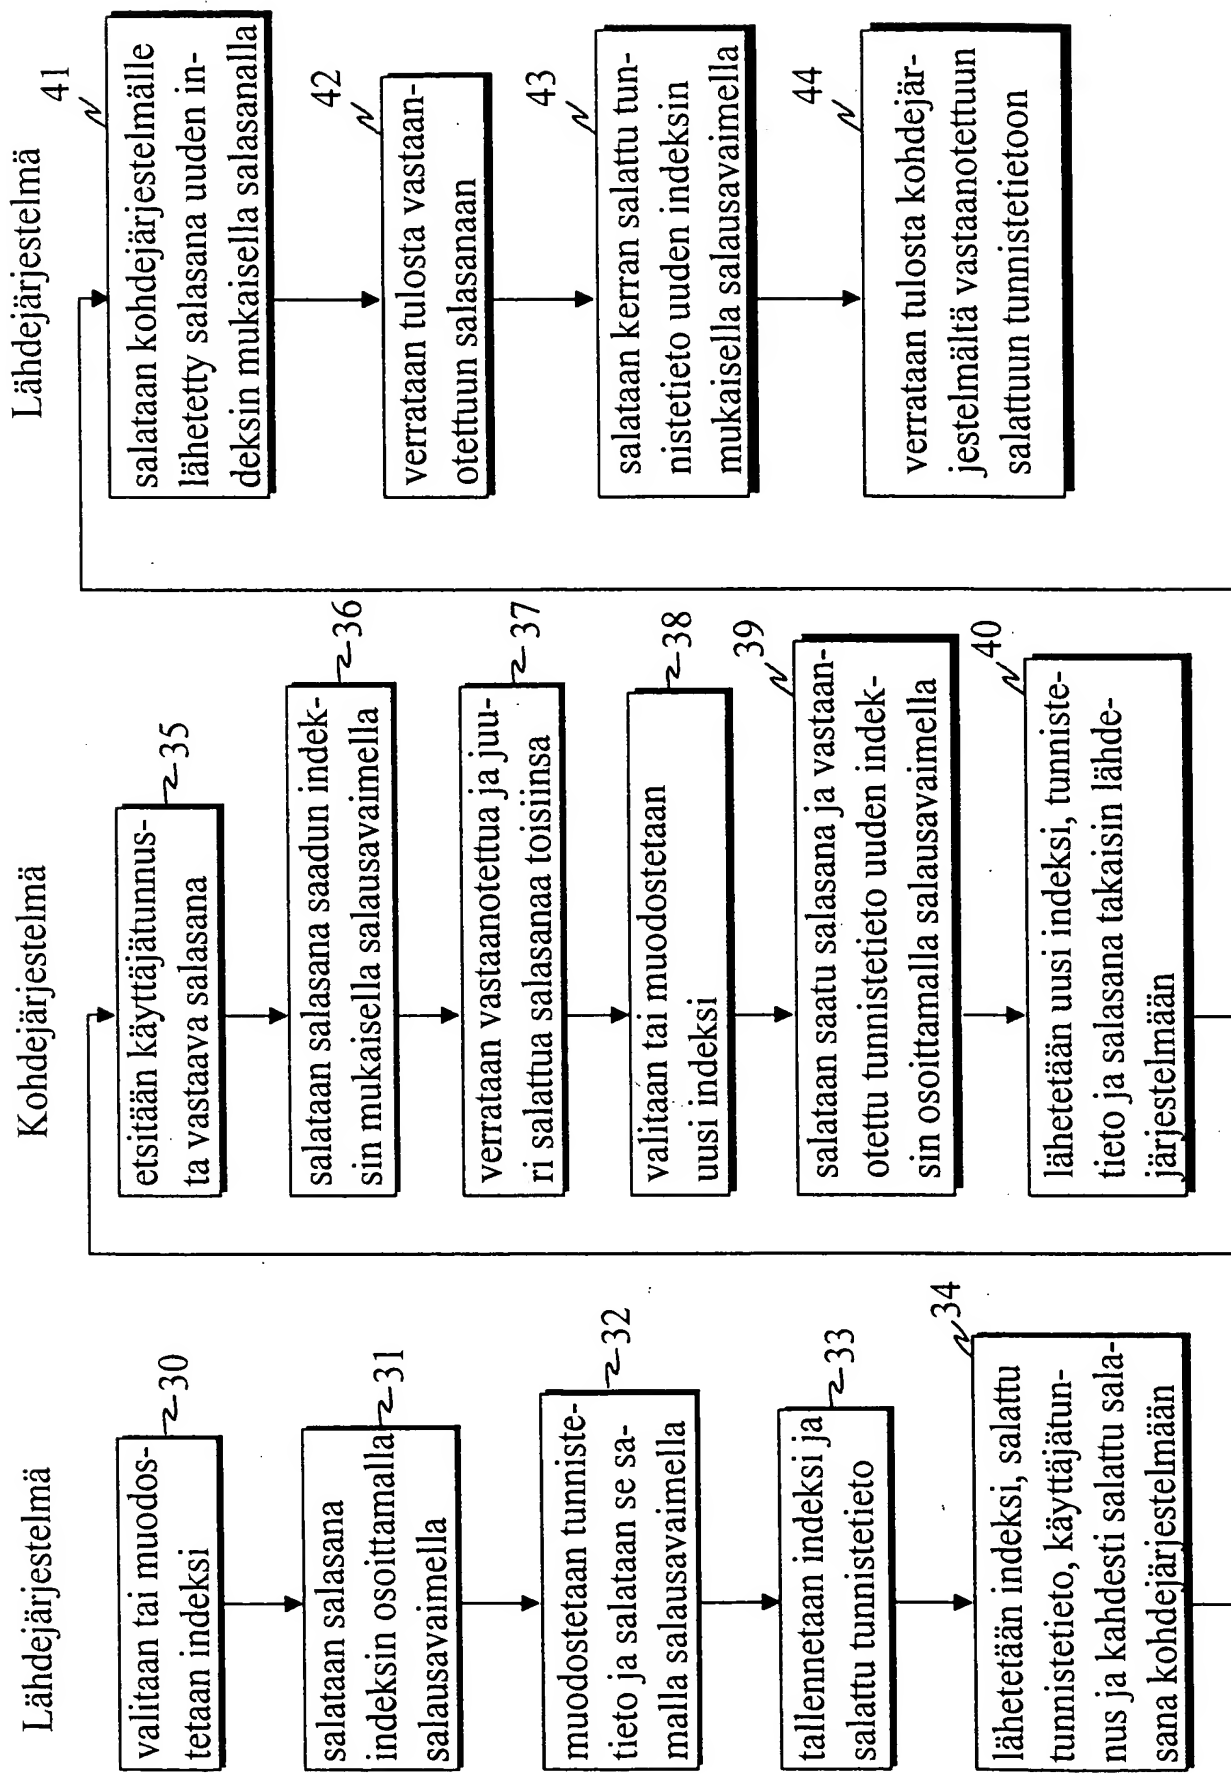 Lähdejärjestelmä
valitaan tai muodos-
tetaan indeksi
30
salataan salasana
indeksin osoittamalla
salausavaimella
31
muodostetaan tunniste-
tieto ja salataan se sa-
malla salausavaimella
32
tallennetaan indeksi ja
salattu tunnistetieto
33
lähetetään indeksi, salattu
tunnistetieto, käyttäjätun-
nus ja kahdesti salattu sala-
sana kohdejärjestelmään
34
Kohdejärjestelmä
etsitään käyttäjätunnus-
ta vastaava salasana
35
salataan salasana saadun indek-
sin mukaisella salausavaimella
36
verrataan vastaanotettua ja juu-
ri salattua salasanaa toisiinsa
37
valitaan tai muodostetaan
uusi indeksi
38
salataan saatu salasana ja vastaan-
otettu tunnistetieto uuden indek-
sin osoittamalla salausavaimella
39
lähetetään uusi indeksi, tunniste-
tieto ja salasana takaisin lähde-
järjestelmään
40
Lähdejärjestelmä
salataan kohdejärjestelmälle
lähetetty salasana uuden in-
deksin mukaisella salasanalla
41
verrataan tulosta vastaan-
otettuun salasanaan
42
salataan kerran salattu tun-
nistetieto uuden indeksin
mukaisella salausavaimella
43
verrataan tulosta kohdejär-
jestelmältä vastaanotettuun
salattuun tunnistetietoon
44